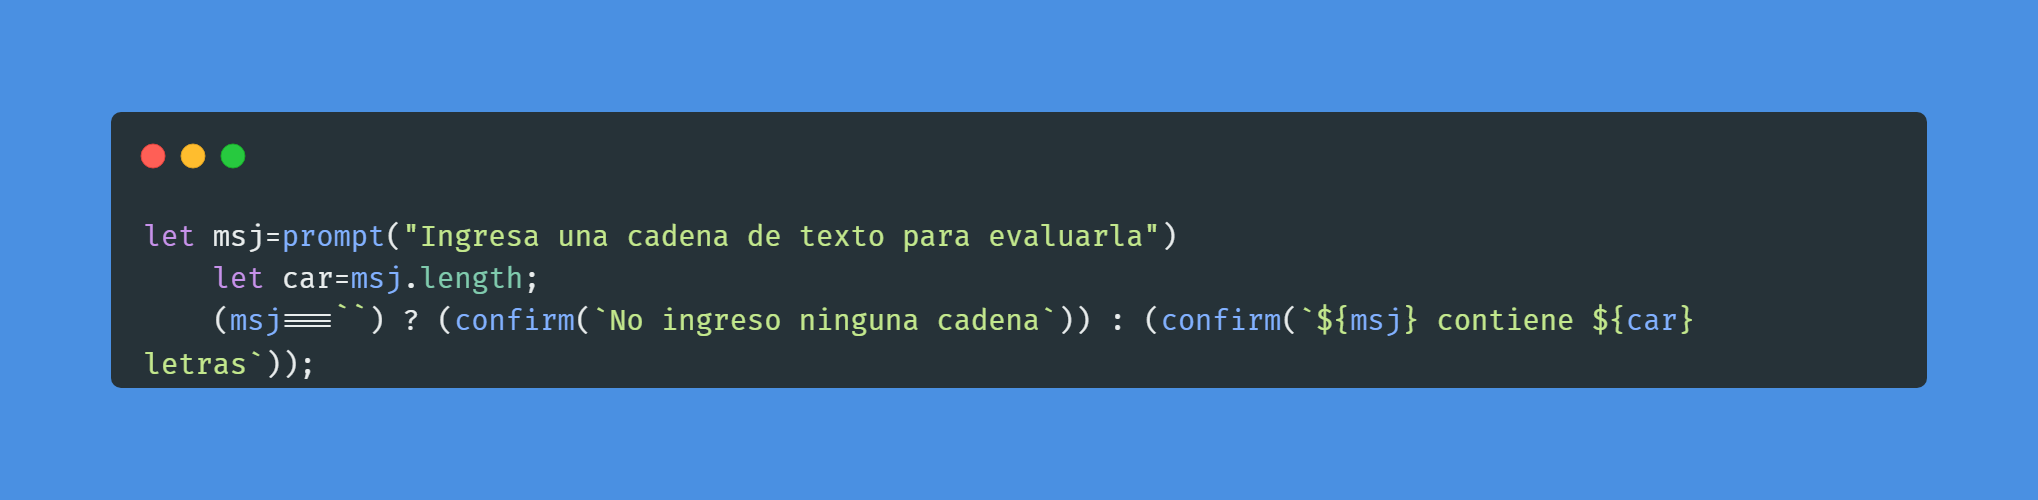 let msj=prompt("Ingresa una cadena de texto para evaluarla")
    let car=msj.length;
    (msj===``) ? (confirm(`No ingreso ninguna cadena`)) : (confirm(`${msj} contiene ${car}
letras`));